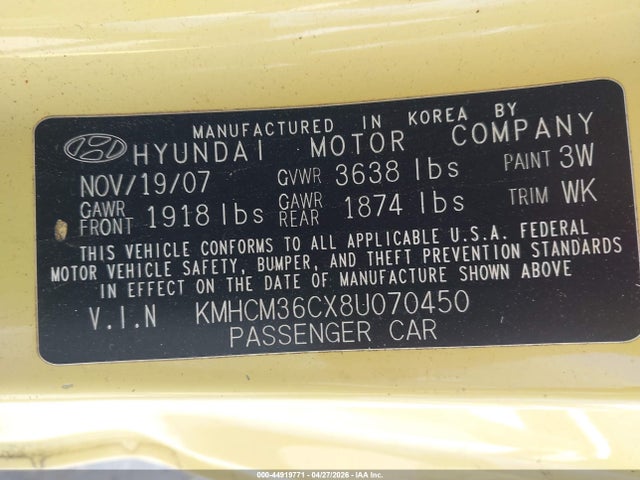 MANUFACTURED IN KOREA BY
HYUNDAI MOTOR COMPANY
NOV/19/07 GVWR 3638 lbs PAINT 3W
GAWR FRONT 1918 lbs GAWR REAR 1874 lbs TRIM WK
THIS VEHICLE CONFORMS TO ALL APPLICABLE U.S.A. FEDERAL
MOTOR VEHICLE SAFETY, BUMPER, AND THEFT PREVENTION STANDARDS
IN EFFECT ON THE DATE OF MANUFACTURE SHOWN ABOVE
V.I.N KMHCM36CX8U070450
PASSENGER CAR
000-44919771 - 04/27/2026 - IAAI.COM